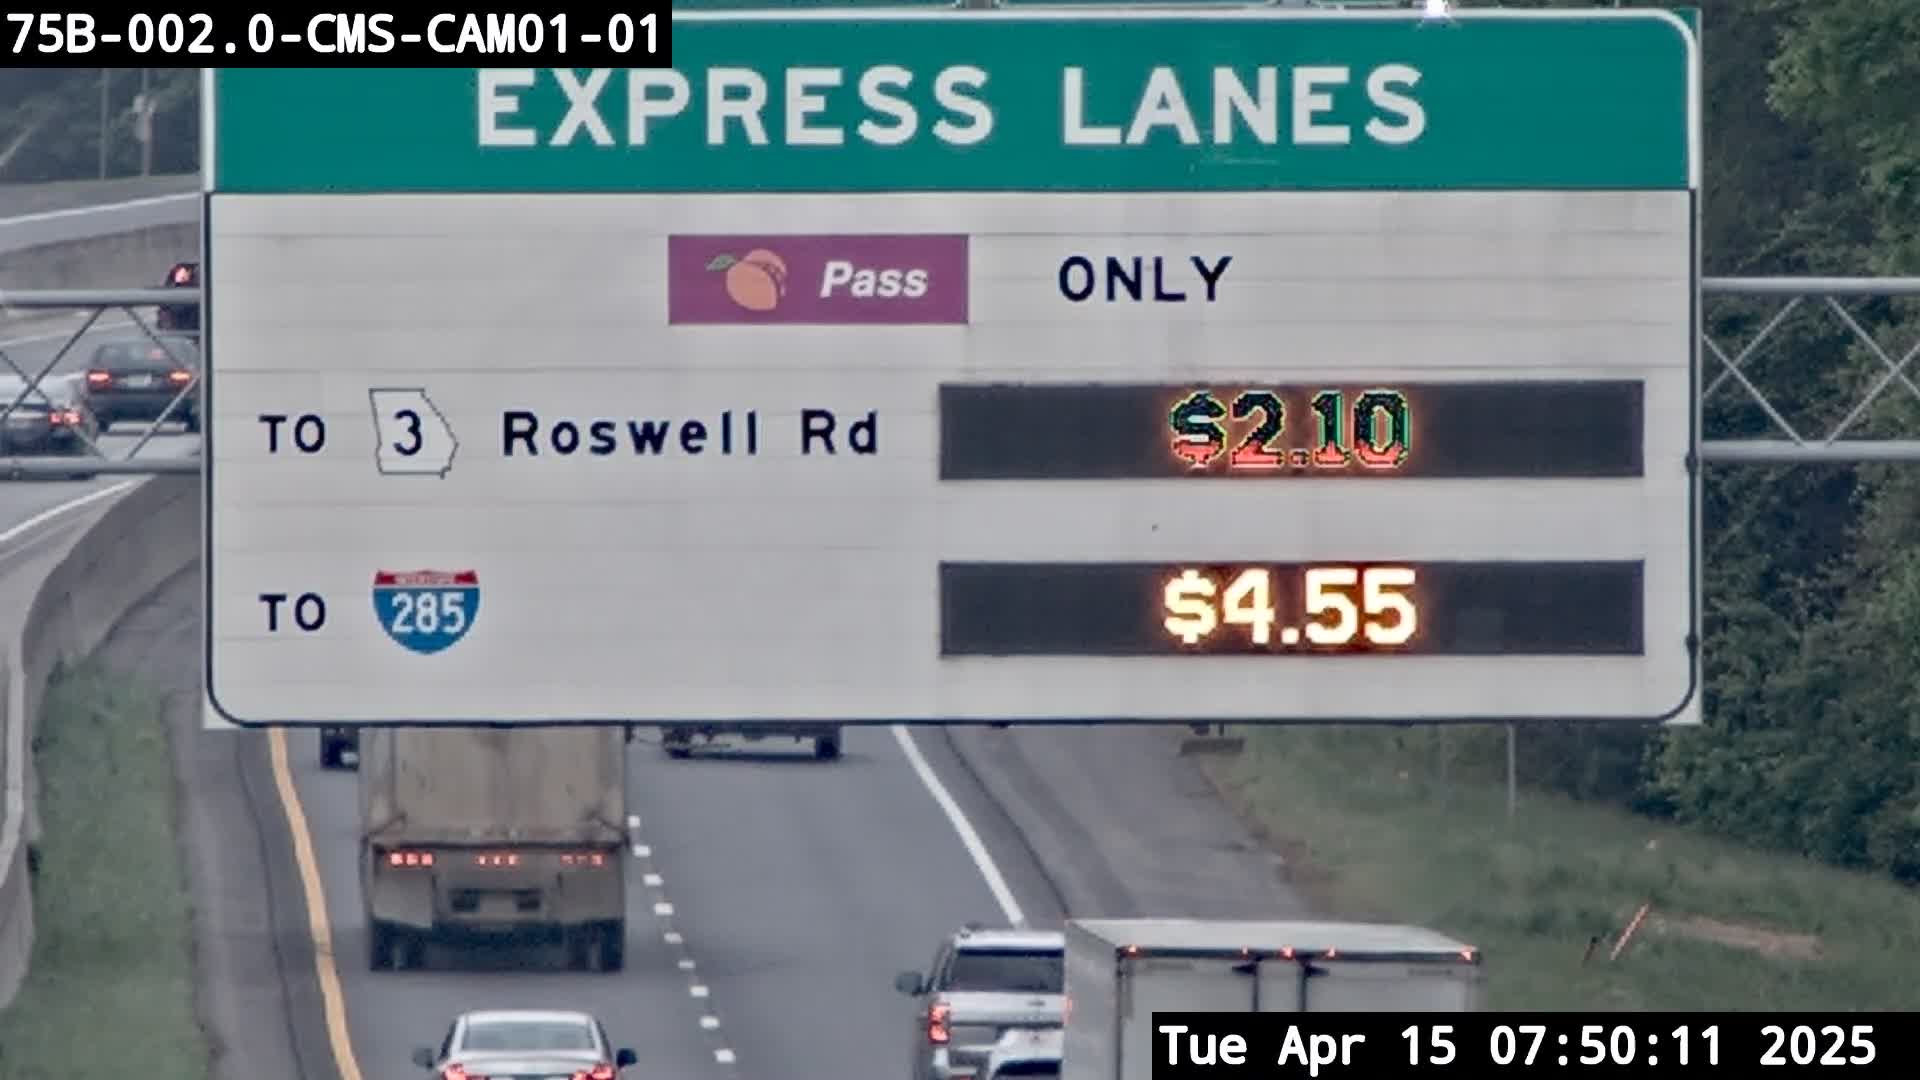 75B-002.0-CMS-CAM01-01
EXPRESS LANES
Pass ONLY
TO 3 Roswell Rd $2.10
INTERSTATE
TO 285 $4.55
Tue Apr 15 07:50:11 2025